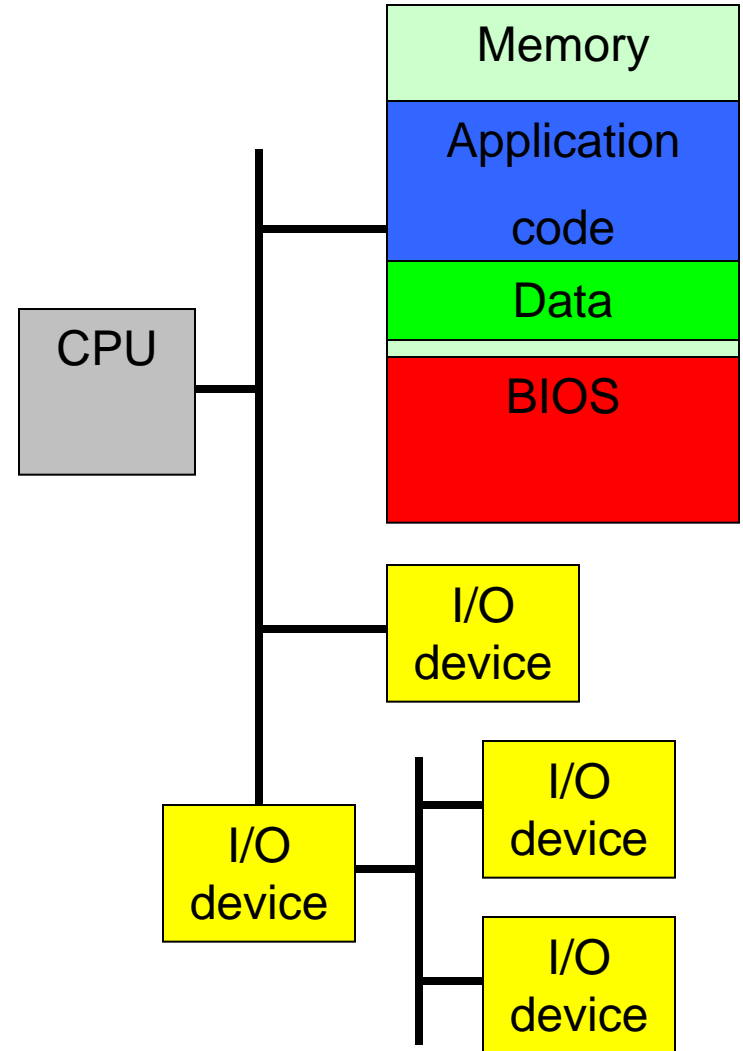 Memory
Application
code
Data
CPU
BIOS
I/O
device
I/O
device
I/O
device
I/O
device